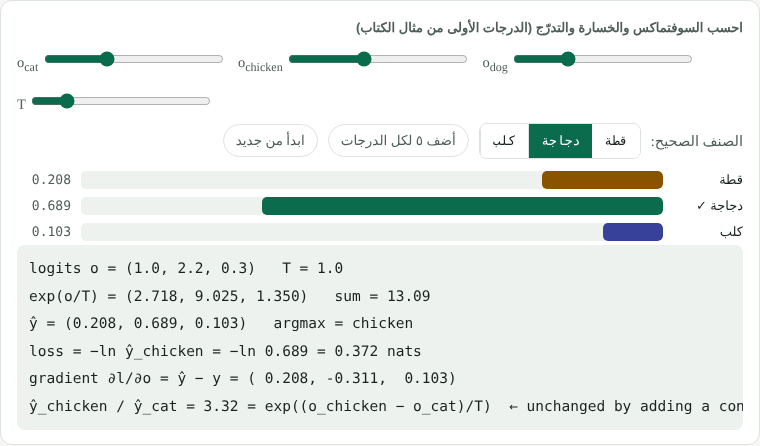 احسب السوفتماكس والخسارة والتدرّج (الدرجات الأولى من مثال الكتاب)
o_cat o_chicken o_dog
T
الصنف الصحيح: قطة دجاجة كلب أضف ٥ لكل الدرجات ابدأ من جديد
قطة 0.208
دجاجة ✓ 0.689
كلب 0.103
logits o = (1.0, 2.2, 0.3) T = 1.0
exp(o/T) = (2.718, 9.025, 1.350) sum = 13.09
ŷ = (0.208, 0.689, 0.103) argmax = chicken
loss = −ln ŷ_chicken = −ln 0.689 = 0.372 nats
gradient ∂l/∂o = ŷ − y = ( 0.208, -0.311, 0.103)
ŷ_chicken / ŷ_cat = 3.32 = exp((o_chicken − o_cat)/T) ← unchanged by adding a con